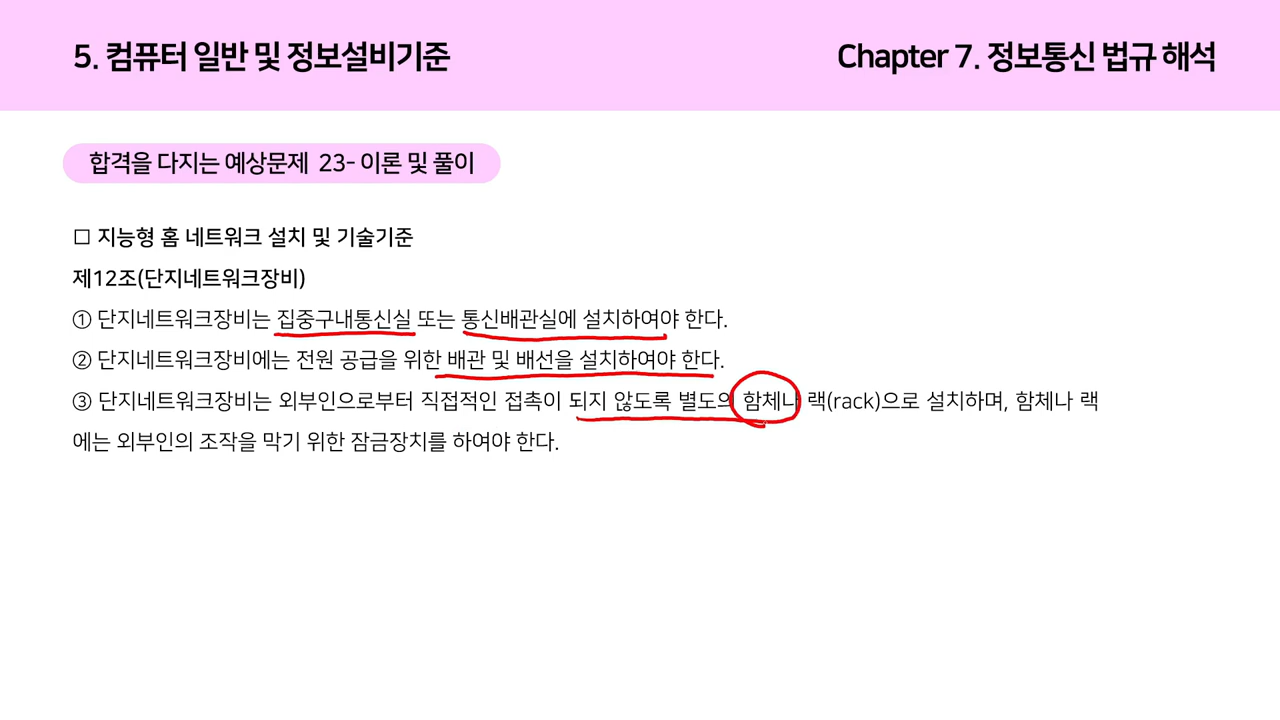 5. 컴퓨터 일반 및 정보설비기준
Chapter 7. 정보통신 법규 해석
합격을 다지는 예상문제 23- 이론 및 풀이
□ 지능형 홈 네트워크 설치 및 기술기준
제12조(단지네트워크장비)
① 단지네트워크장비는 집중구내통신실 또는 통신배관실에 설치하여야 한다.
② 단지네트워크장비에는 전원 공급을 위한 배관 및 배선을 설치하여야 한다.
③ 단지네트워크장비는 외부인으로부터 직접적인 접촉이 되지 않도록 별도의 함체나 랙(rack)으로 설치하며, 함체나 랙
에는 외부인의 조작을 막기 위한 잠금장치를 하여야 한다.